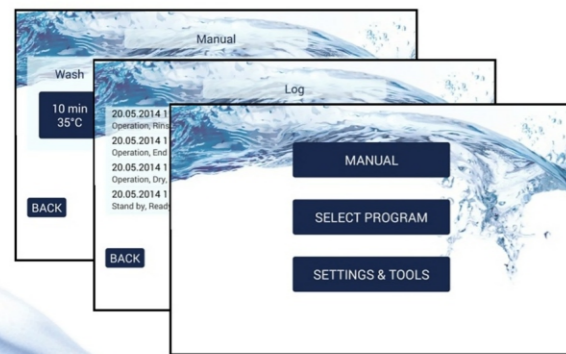 Manual
Wash
10 min
35°C
BACK
Log
20.05.2014 1
Operation, Rins
20.05.2014 1
Operation, End
20.05.2014 1
Operation, Dry,
20.05.2014 1
Stand by, Ready
BACK
MANUAL
SELECT PROGRAM
SETTINGS & TOOLS